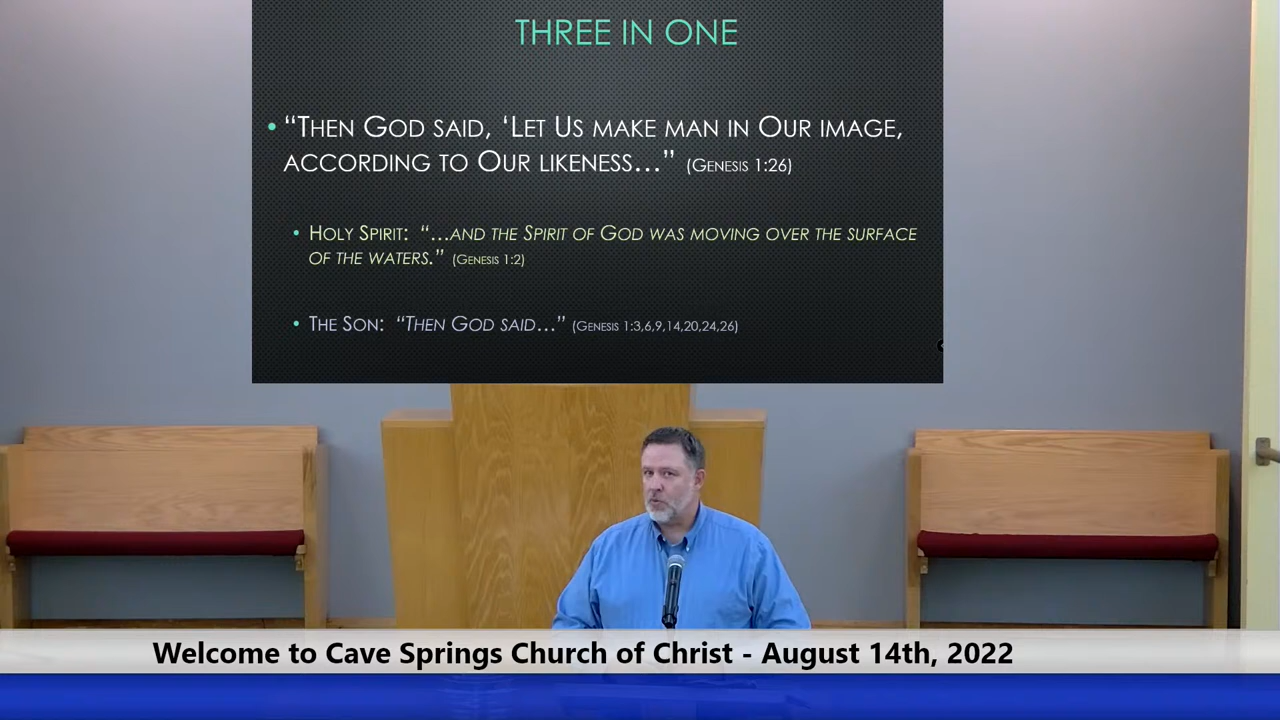 THREE IN ONE
• “THEN GOD SAID, ‘LET US MAKE MAN IN OUR IMAGE,
ACCORDING TO OUR LIKENESS…” (GENESIS 1:26)
• HOLY SPIRIT: “…AND THE SPIRIT OF GOD WAS MOVING OVER THE SURFACE
OF THE WATERS.” (GENESIS 1:2)
• THE SON: “THEN GOD SAID…” (GENESIS 1:3,6,9,14,20,24,26)
Welcome to Cave Springs Church of Christ - August 14th, 2022